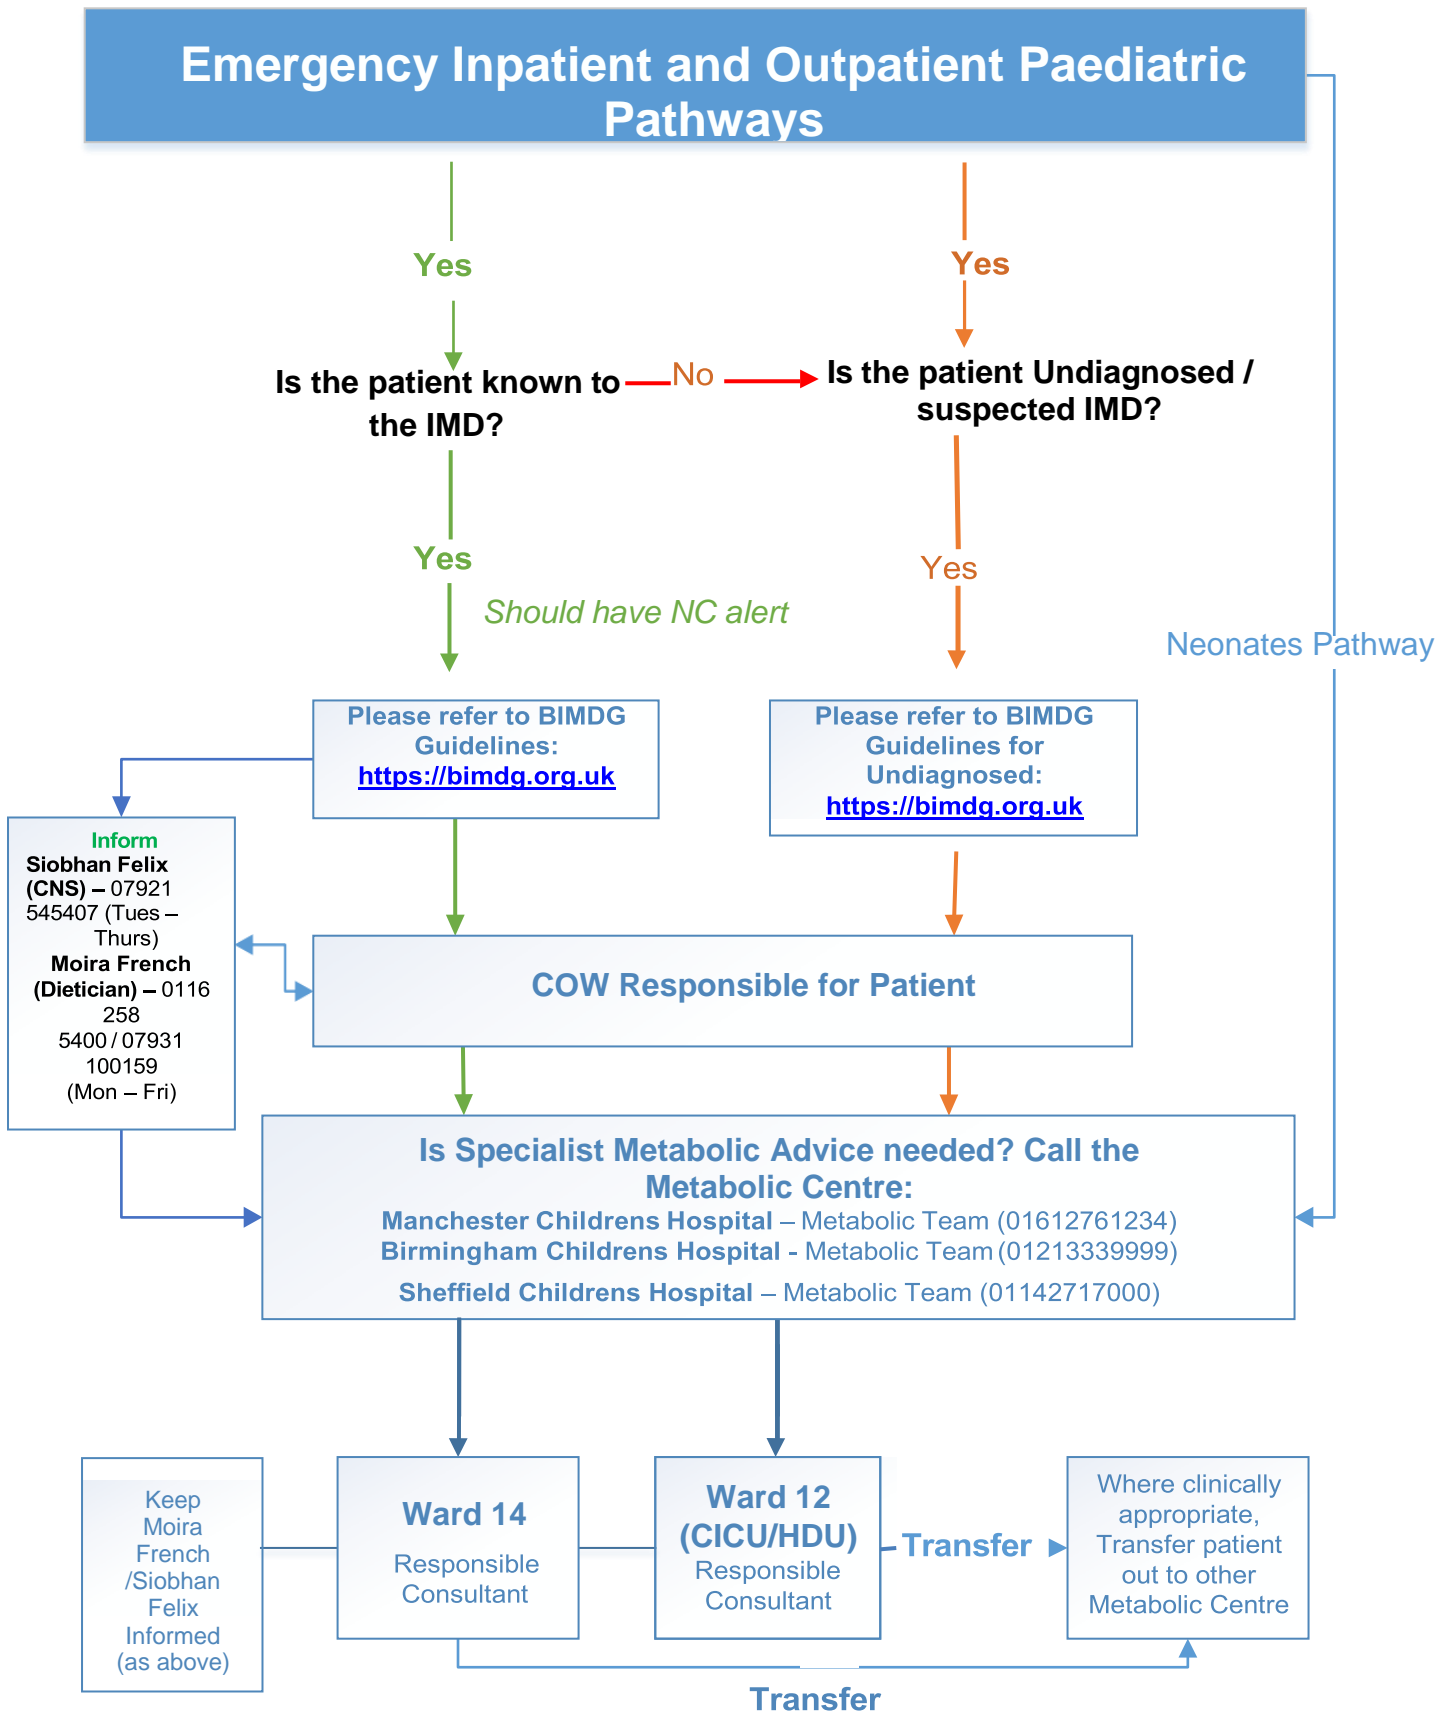 Emergency Inpatient and Outpatient Paediatric
Pathways
Yes
Yes
Is the patient known to
the IMD?
No
Is the patient Undiagnosed /
suspected IMD?
Yes
Should have NC alert
Yes
Neonates Pathway
Please refer to BIMDG
Guidelines:
https://bimdg.org.uk
Please refer to BIMDG
Guidelines for
Undiagnosed:
https://bimdg.org.uk
Inform
Siobhan Felix
(CNS) – 07921
545407 (Tues –
Thurs)
Moira French
(Dietician) – 0116
258
5400 / 07931
100159
(Mon – Fri)
COW Responsible for Patient
Is Specialist Metabolic Advice needed? Call the
Metabolic Centre:
Manchester Childrens Hospital – Metabolic Team (01612761234)
Birmingham Childrens Hospital - Metabolic Team (01213339999)
Sheffield Childrens Hospital – Metabolic Team (01142717000)
Keep
Moira
French
/Siobhan
Felix
Informed
(as above)
Ward 14
Responsible
Consultant
Ward 12
(CICU/HDU)
Responsible
Consultant
Transfer
Where clinically
appropriate,
Transfer patient
out to other
Metabolic Centre
Transfer